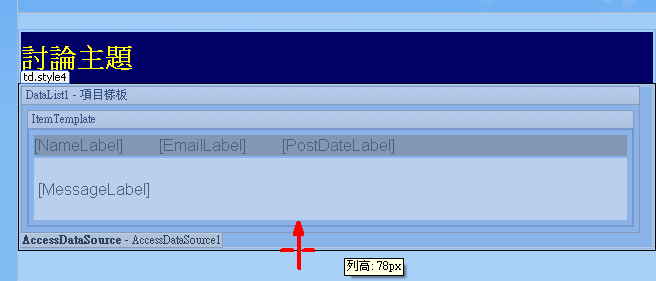 討論主題
td.style4
DataList1 - 項目樣板
ItemTemplate
[NameLabel] [EmailLabel] [PostDateLabel]
[MessageLabel]
AccessDataSource - AccessDataSource1
列高: 78px